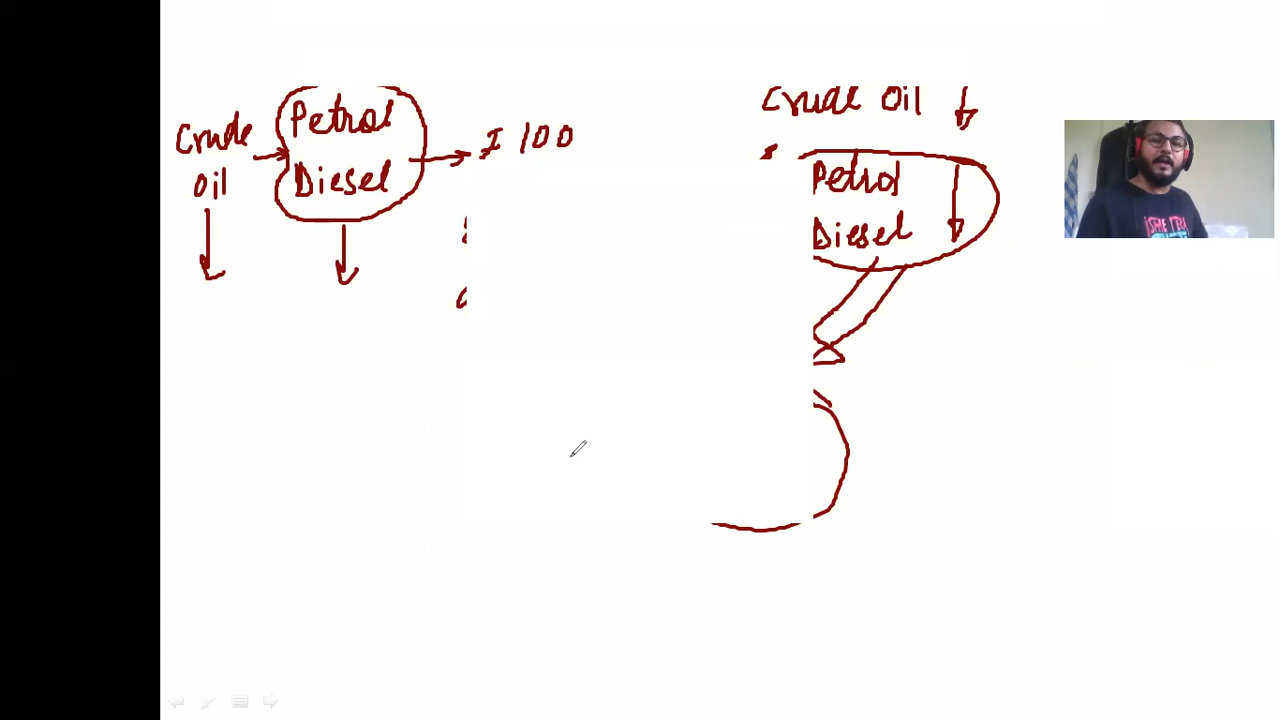 Crude
Oil
Petrol
Diesel
100
Crude Oil
Petrol
Diesel